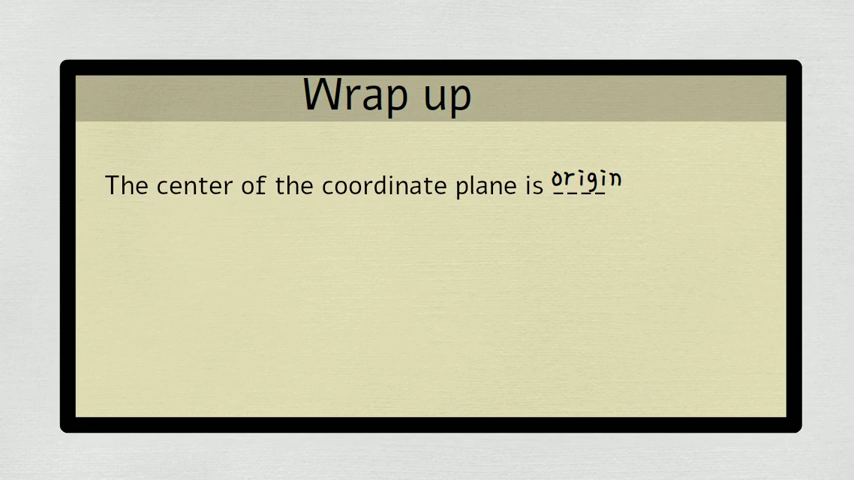 Wrap up
The center of the coordinate plane is origin